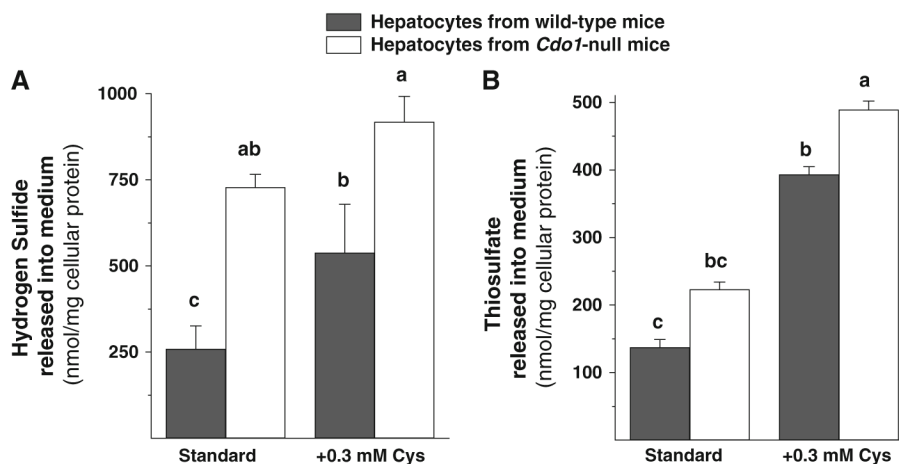 Hepatocytes from wild-type mice
Hepatocytes from Cdo1-null mice
A
Hydrogen Sulfide
released into medium
(nmol/mg cellular protein)
1000
750
500
250
c
ab
b
a
Standard
+0.3 mM Cys
B
Thiosulfate
released into medium
(nmol/mg cellular protein)
500
400
300
200
100
c
bc
b
a
Standard
+0.3 mM Cys